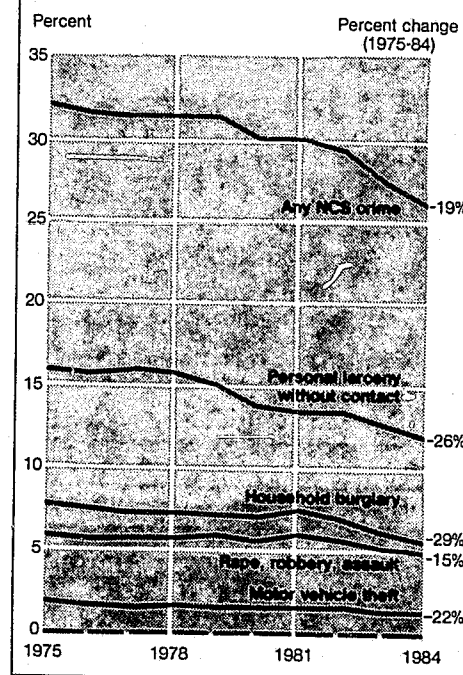 Percent
Percent change
(1975-84)
35
30
25
20
15
10
5
0
Any NCS crime
-19%
Personal larceny
without contact
-26%
Household burglary
-29%
Rape, robbery, assault
-15%
Motor vehicle theft
-22%
1975
1978
1981
1984